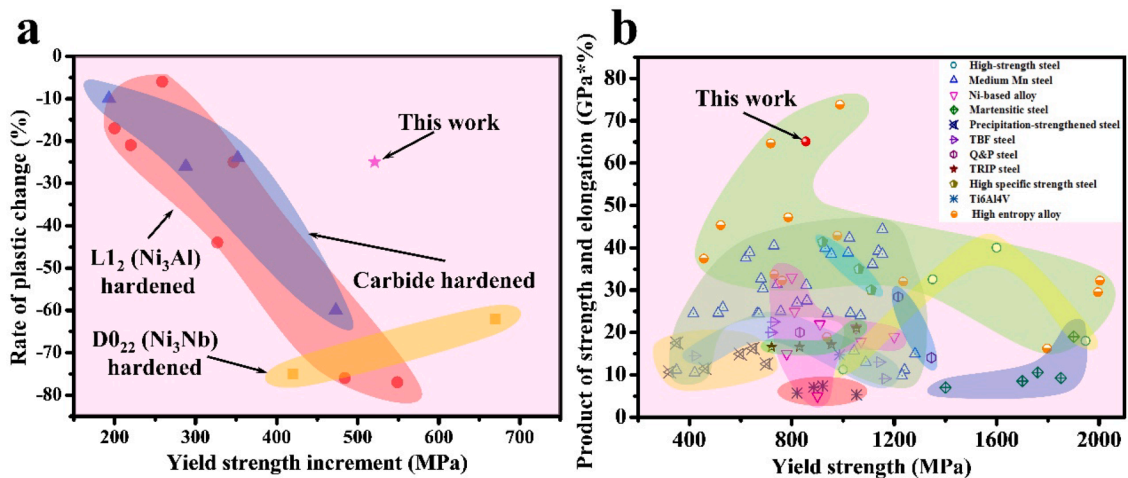 a
b
0
-10
-20
-30
-40
-50
-60
-70
-80
Rate of plastic change (%)
This work
L1₂ (Ni₃Al)
hardened
Carbide hardened
D0₂₂ (Ni₃Nb)
hardened
200
300
400
500
600
700
Yield strength increment (MPa)
Product of strength and elongation (GPa*%)
80
70
60
50
40
30
20
10
0
This work
High-strength steel
Medium Mn steel
Ni-based alloy
Martensitic steel
Precipitation-strengthened steel
TBF steel
Q&P steel
TRIP steel
High specific strength steel
Ti6Al4V
High entropy alloy
400
800
1200
1600
2000
Yield strength (MPa)